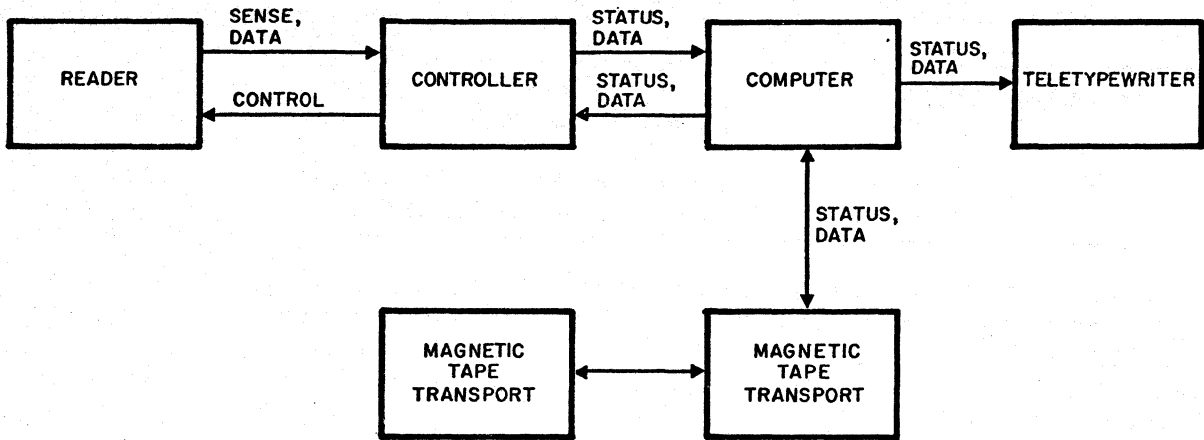 SENSE,
DATA
READER
CONTROL
CONTROLLER
STATUS,
DATA
STATUS,
DATA
COMPUTER
STATUS,
DATA
TELETYPEWRITER
STATUS,
DATA
MAGNETIC
TAPE
TRANSPORT
MAGNETIC
TAPE
TRANSPORT